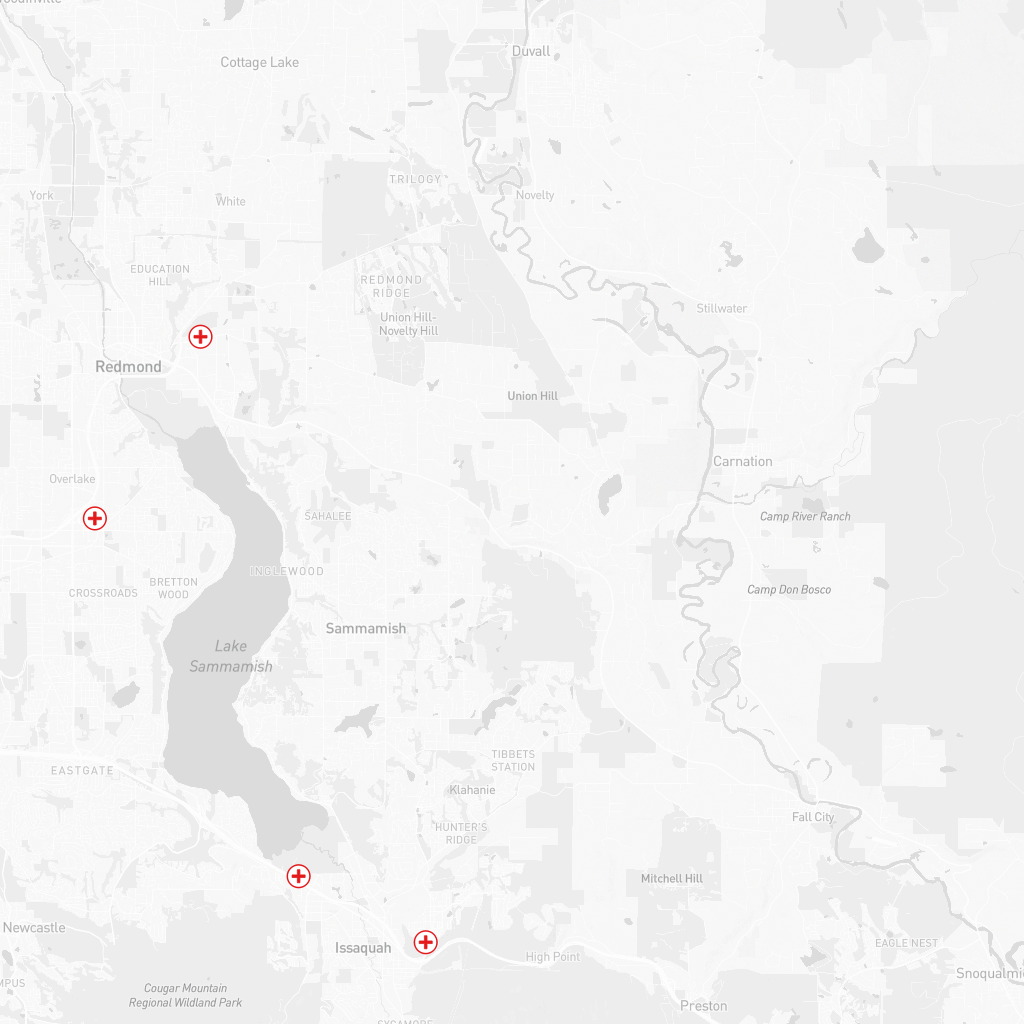 Duvall
Cottage Lake
TRILOGY
York
White
Novelty
EDUCATION
HILL
REDMOND
RIDGE
Union Hill-
Novelty Hill
Stillwater
Redmond
Union Hill
Carnation
Overlake
SAHALEE
Camp River Ranch
INGLEWOOD
BRETTON
WOOD
CROSSROADS
Camp Don Bosco
Sammamish
Lake
Sammamish
TIBBETS
STATION
EASTGATE
Klahanie
Fall City
HUNTER'S
RIDGE
Mitchell Hill
Newcastle
Issaquah
EAGLE NEST
High Point
Snoqualmi
MPUS
Cougar Mountain
Regional Wildland Park
Preston
SYCAMORE